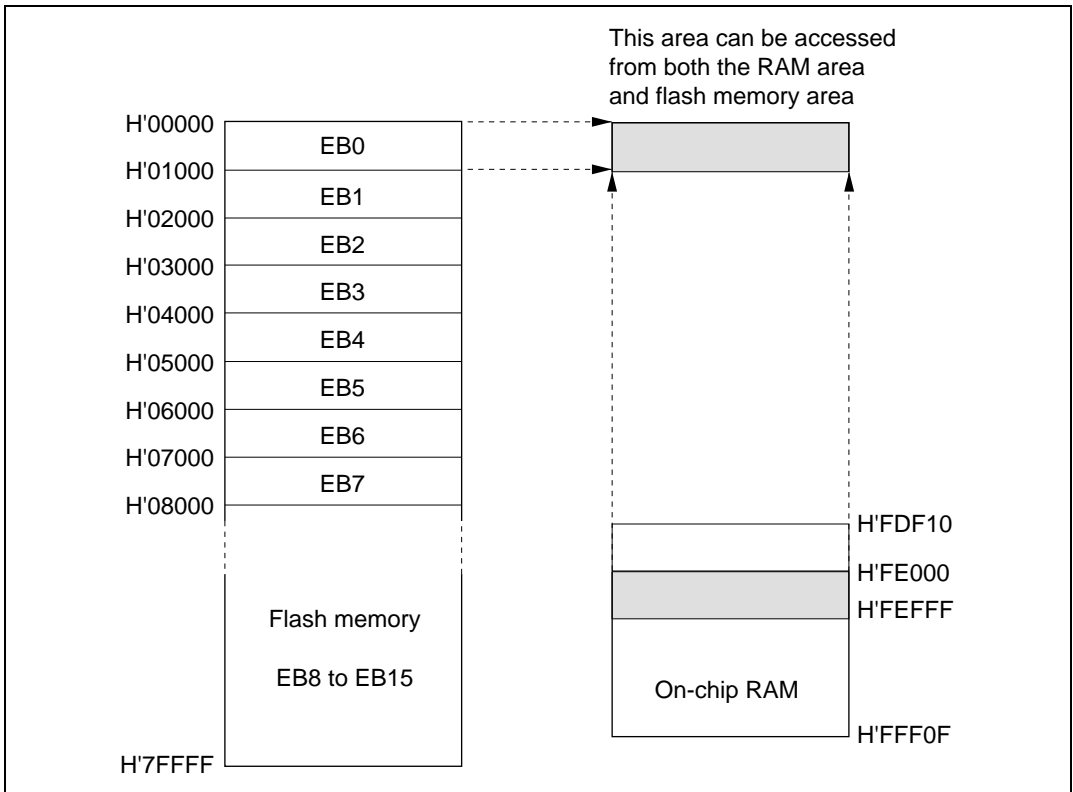 This area can be accessed
from both the RAM area
and flash memory area
H'00000
EB0
H'01000
EB1
H'02000
EB2
H'03000
EB3
H'04000
EB4
H'05000
EB5
H'06000
EB6
H'07000
EB7
H'08000
Flash memory
EB8 to EB15
H'7FFFF
H'FDF10
H'FE000
H'FEFFF
On-chip RAM
H'FFF0F